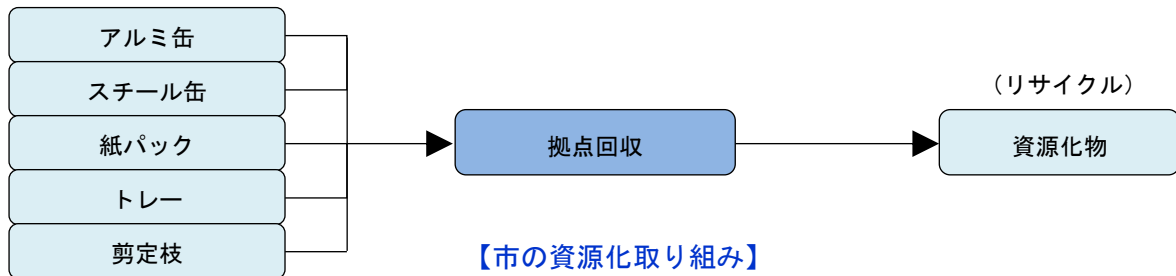 アルミ缶
スチール缶
紙パック
トレー
剪定枝
拠点回収
（リサイクル）
資源化物
【市の資源化取り組み】